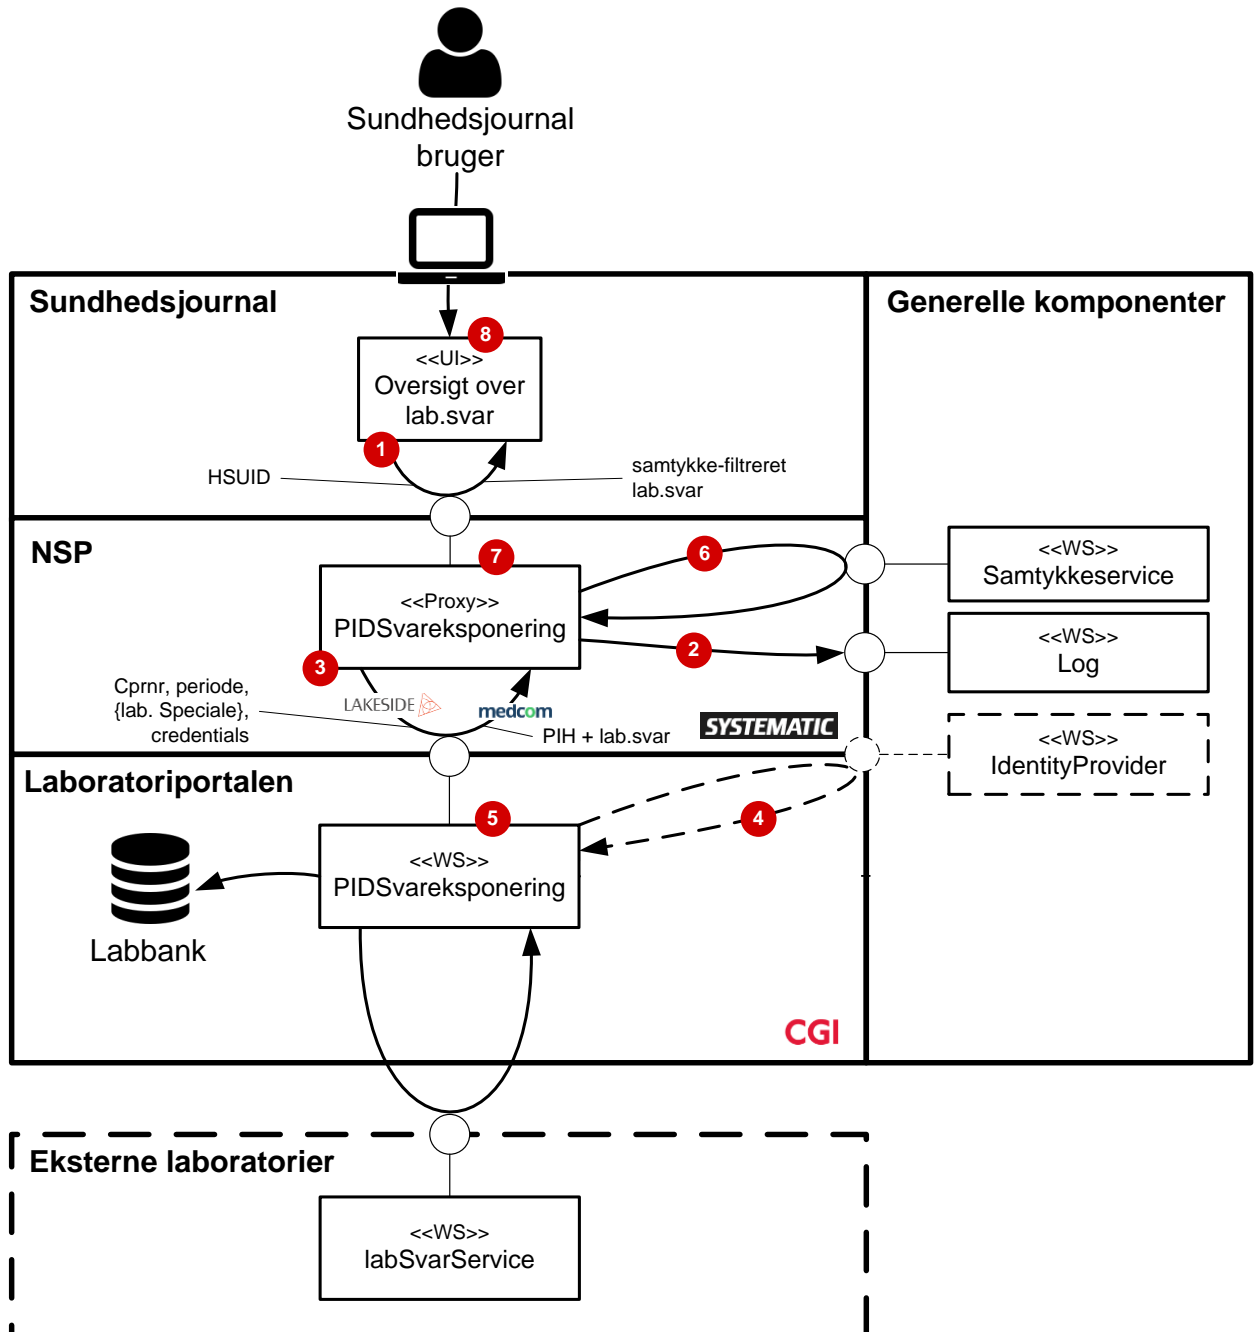 Sundhedsjournal
bruger
Sundhedsjournal
Generelle komponenter
8
<<UI>>
Oversigt over
lab.svar
1
HSUID
samtykke-filtreret
lab.svar
NSP
7
6
<<Proxy>>
PIDSvareksponering
<<WS>>
Samtykkeservice
2
<<WS>>
Log
3
Cprnr, periode,
{lab. Speciale},
credentials
LAKESIDE
medcom
PIH + lab.svar
SYSTEMATIC
<<WS>>
IdentityProvider
Laboratoriportalen
5
4
<<WS>>
PIDSvareksponering
Labbank
CGI
Eksterne laboratorier
<<WS>>
labSvarService